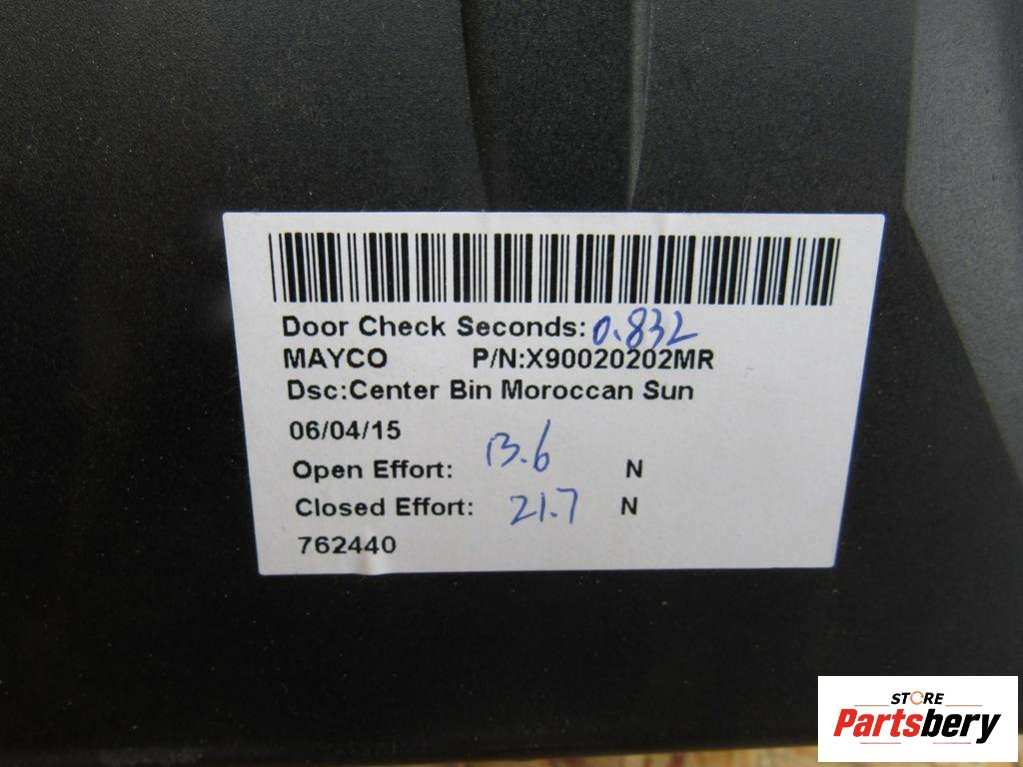 Door Check Seconds: 0.832
MAYCO P/N:X90020202MR
Dsc:Center Bin Moroccan Sun
06/04/15
Open Effort: 13.6 N
Closed Effort: 21.7 N
762440
STORE
Partsbery